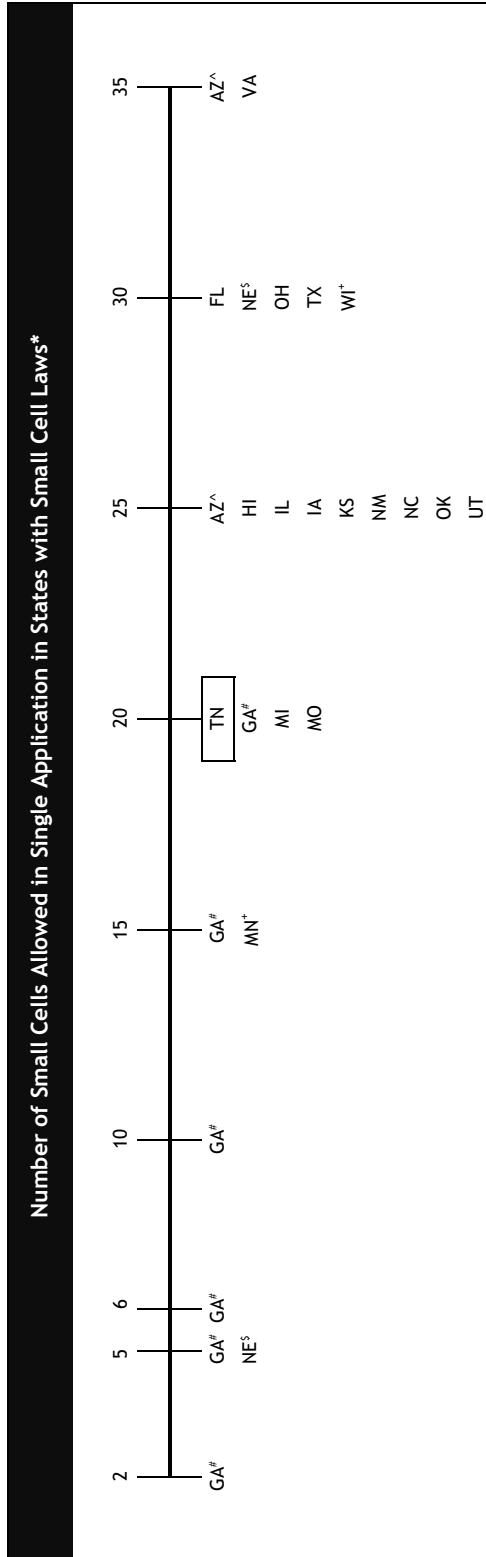 Number of Small Cells Allowed in Single Application in States with Small Cell Laws*
2 5 6 10 15 20 25 30 35
GA# GA# GA# GA# GA# TN AZ^ FL AZ^
NE$ MN+ GA# HI NE$ VA
MI IL OH
MO IA TX
KS WI+
NM
NC
OK
UT